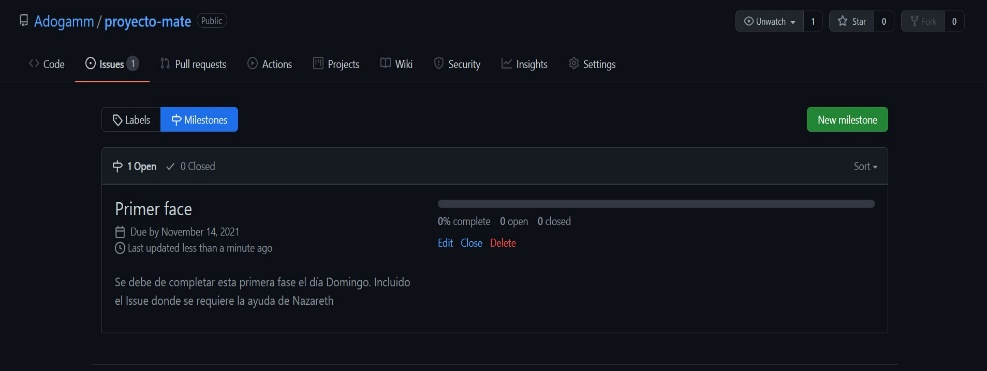 Adogamm / proyecto-mate Public Unwatch 1 Star 0 Fork 0
Code Issues 1 Pull requests Actions Projects Wiki Security Insights Settings
Labels Milestones New milestone
1 Open 0 Closed Sort
Primer face
0% complete 0 open 0 closed
Due by November 14, 2021
Edit Close Delete
Last updated less than a minute ago
Se debe de completar esta primera fase el día Domingo. Incluido
el Issue donde se requiere la ayuda de Nazareth